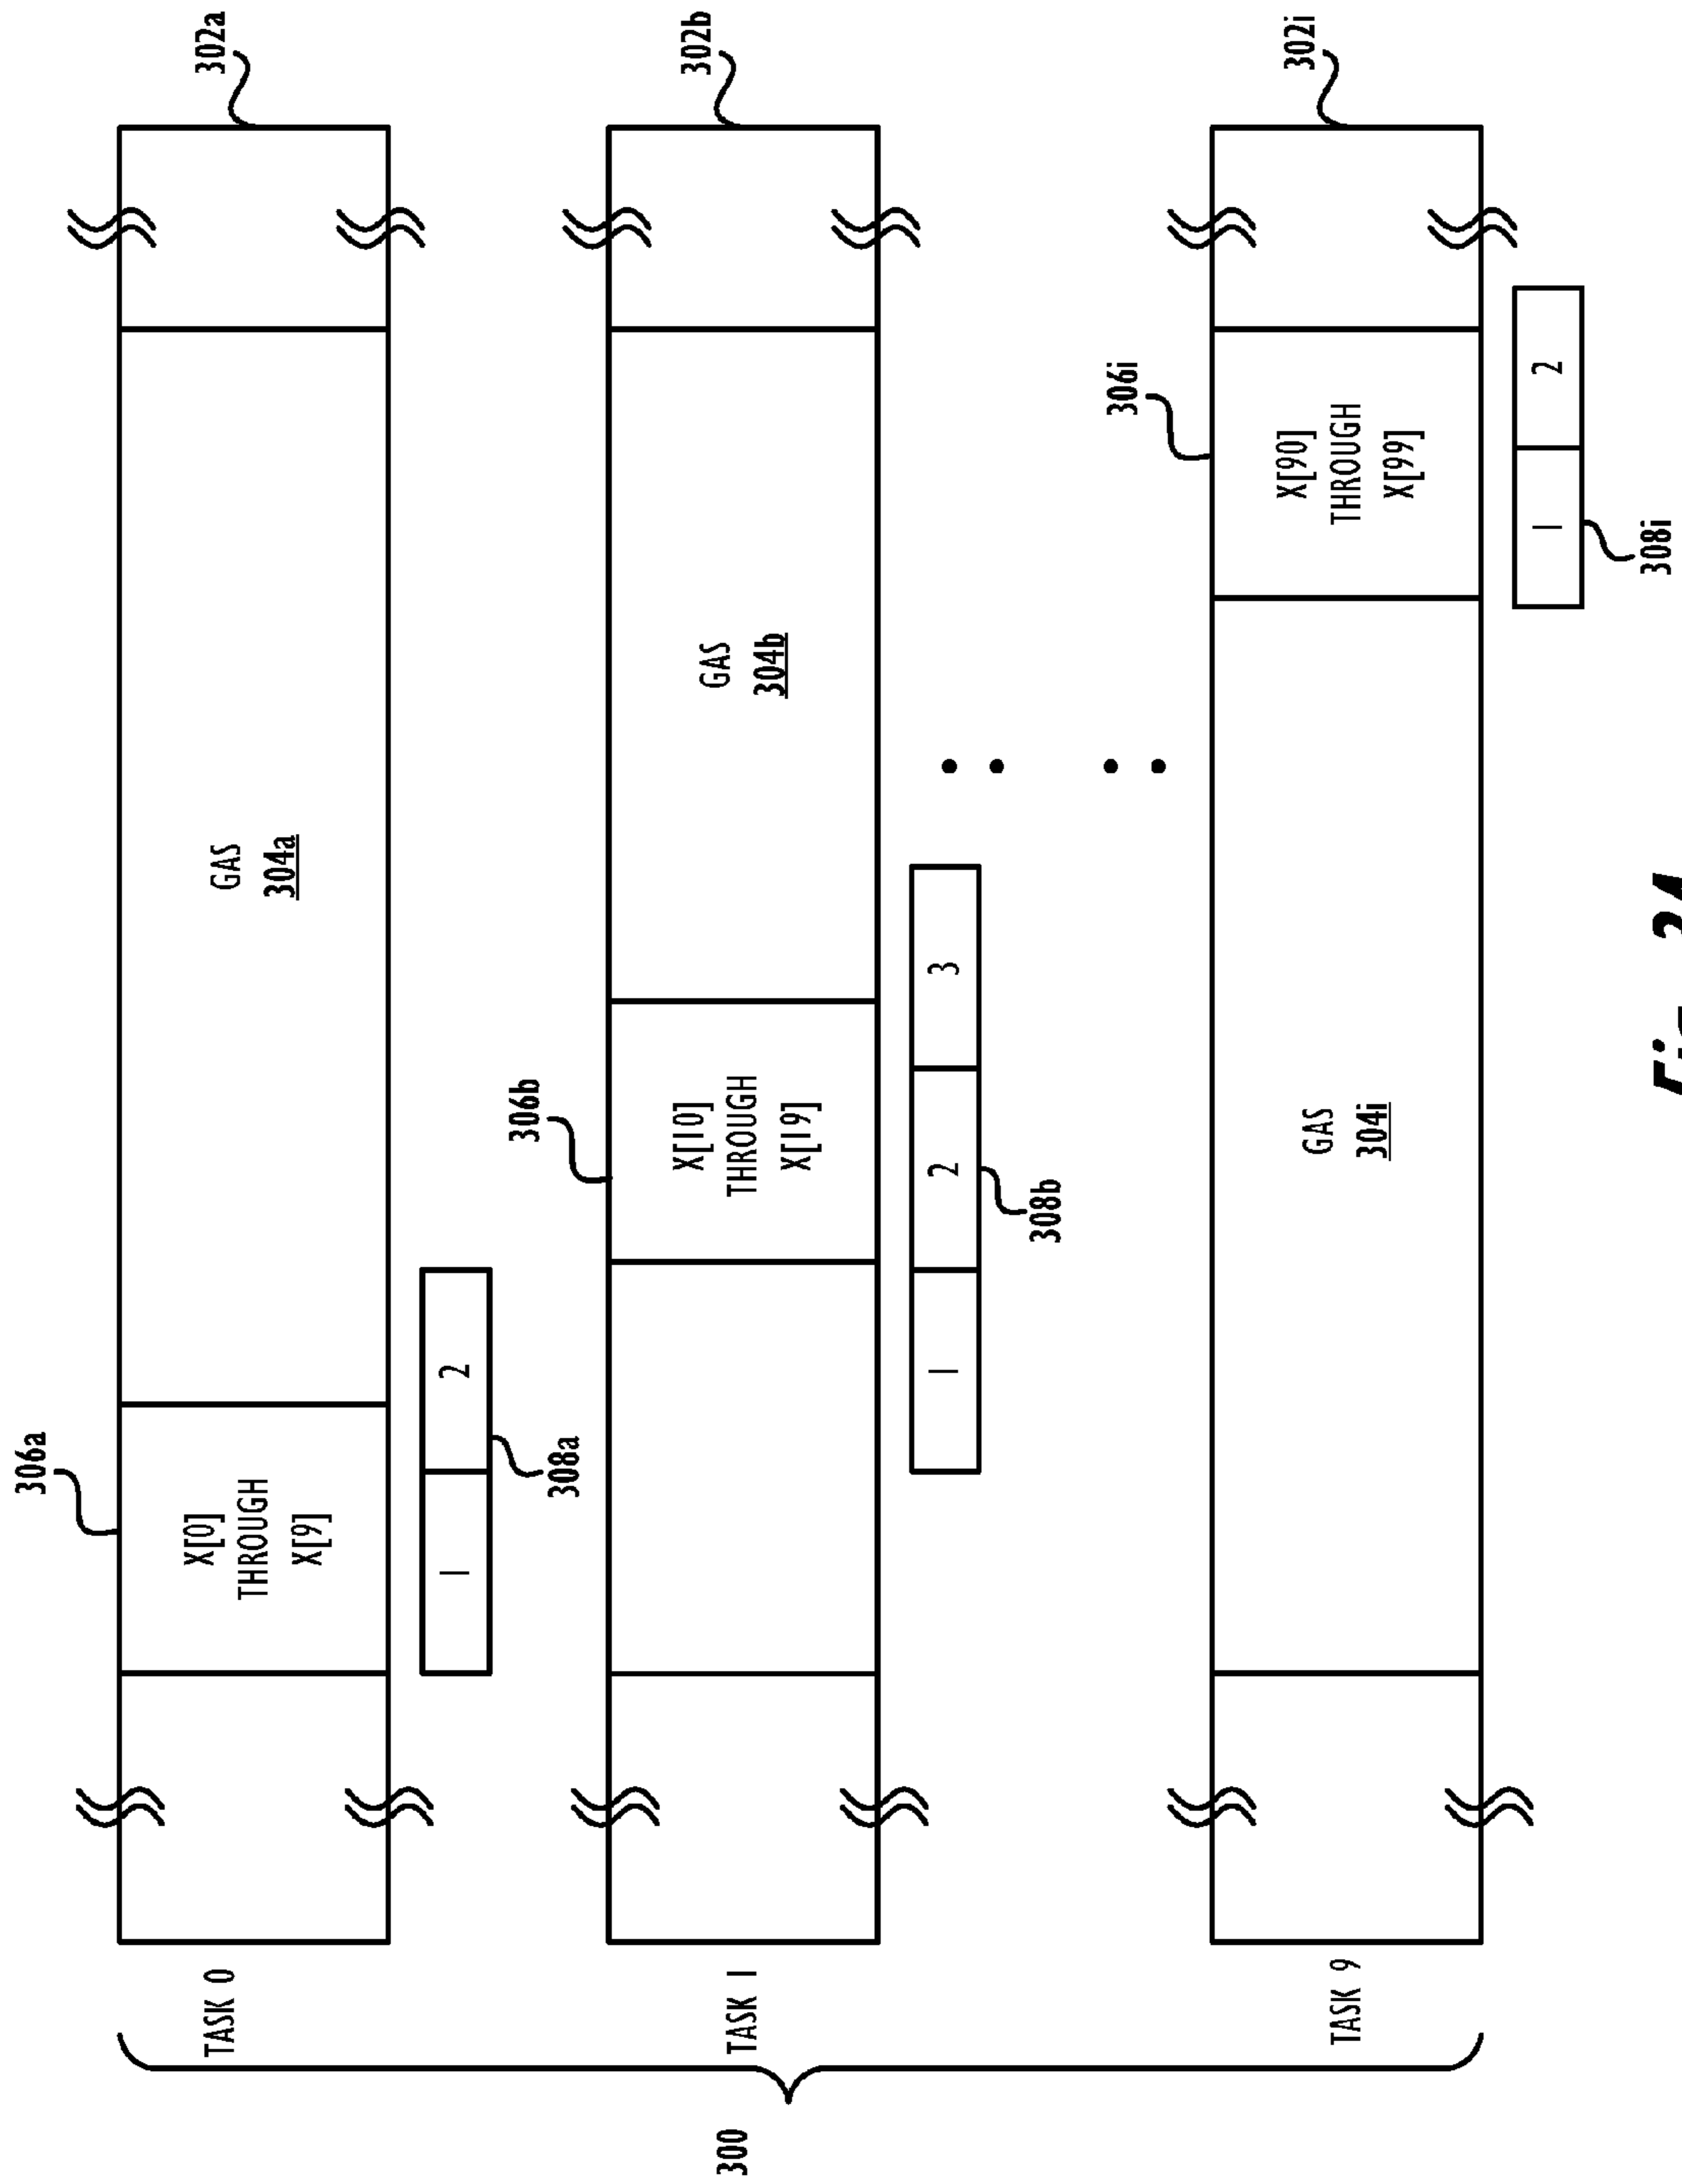 306a
TASK 0
X[0]
THROUGH
X[9]
GAS
304a
302a
1
2
308a
306b
300
TASK 1
X[10]
THROUGH
X[19]
GAS
304b
302b
1
2
3
308b
306i
TASK 9
GAS
304i
X[90]
THROUGH
X[99]
302i
1
2
308i